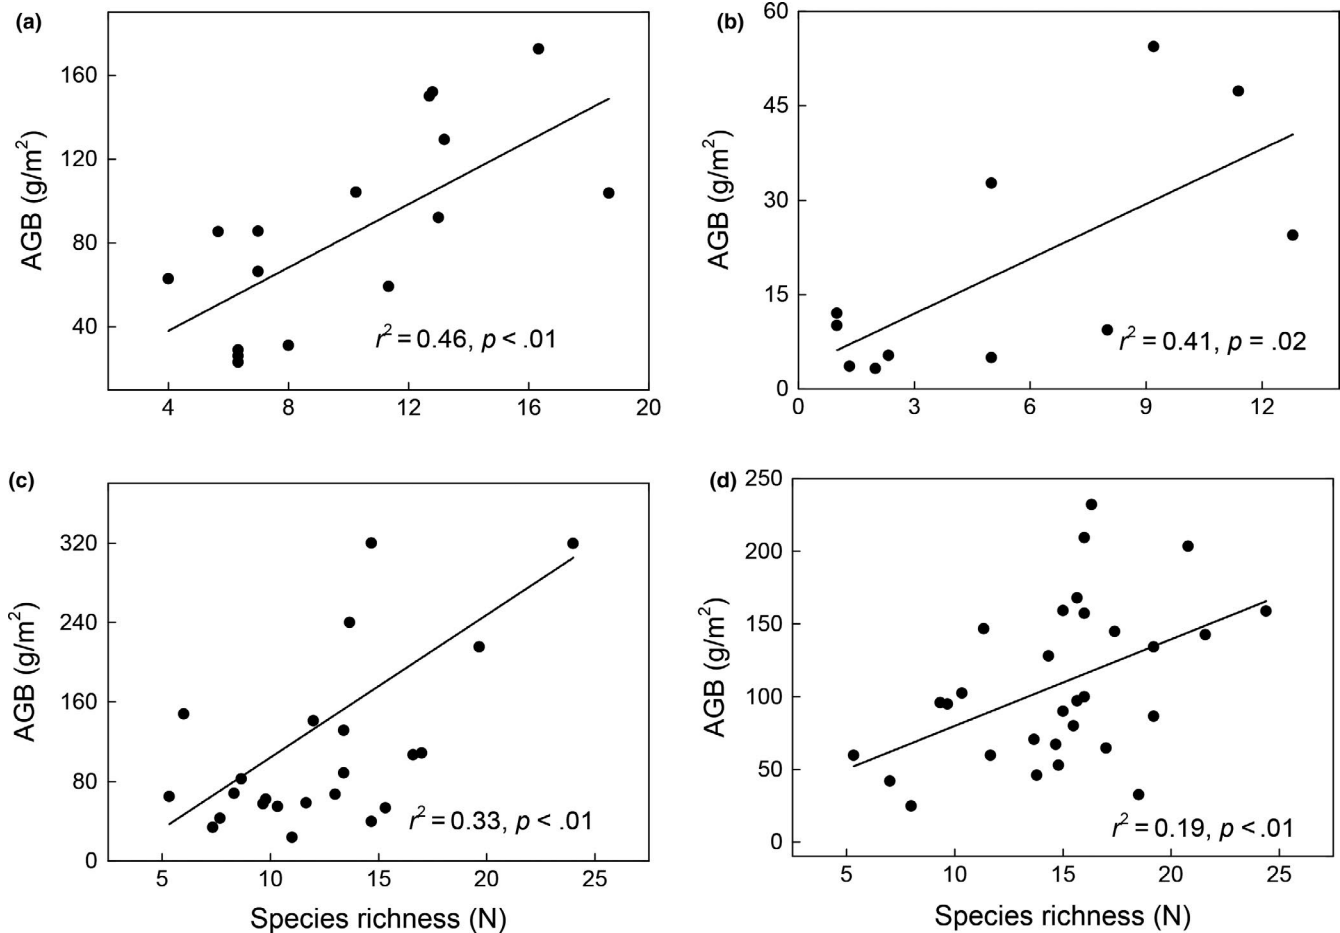 (a)
160
120
80
40
AGB (g/m²)
r² = 0.46, p < .01
4 8 12 16 20
(b)
60
45
30
15
0
AGB (g/m²)
r² = 0.41, p = .02
0 3 6 9 12
(c)
320
240
160
80
0
AGB (g/m²)
r² = 0.33, p < .01
5 10 15 20 25
Species richness (N)
(d)
250
200
150
100
50
0
AGB (g/m²)
r² = 0.19, p < .01
5 10 15 20 25
Species richness (N)